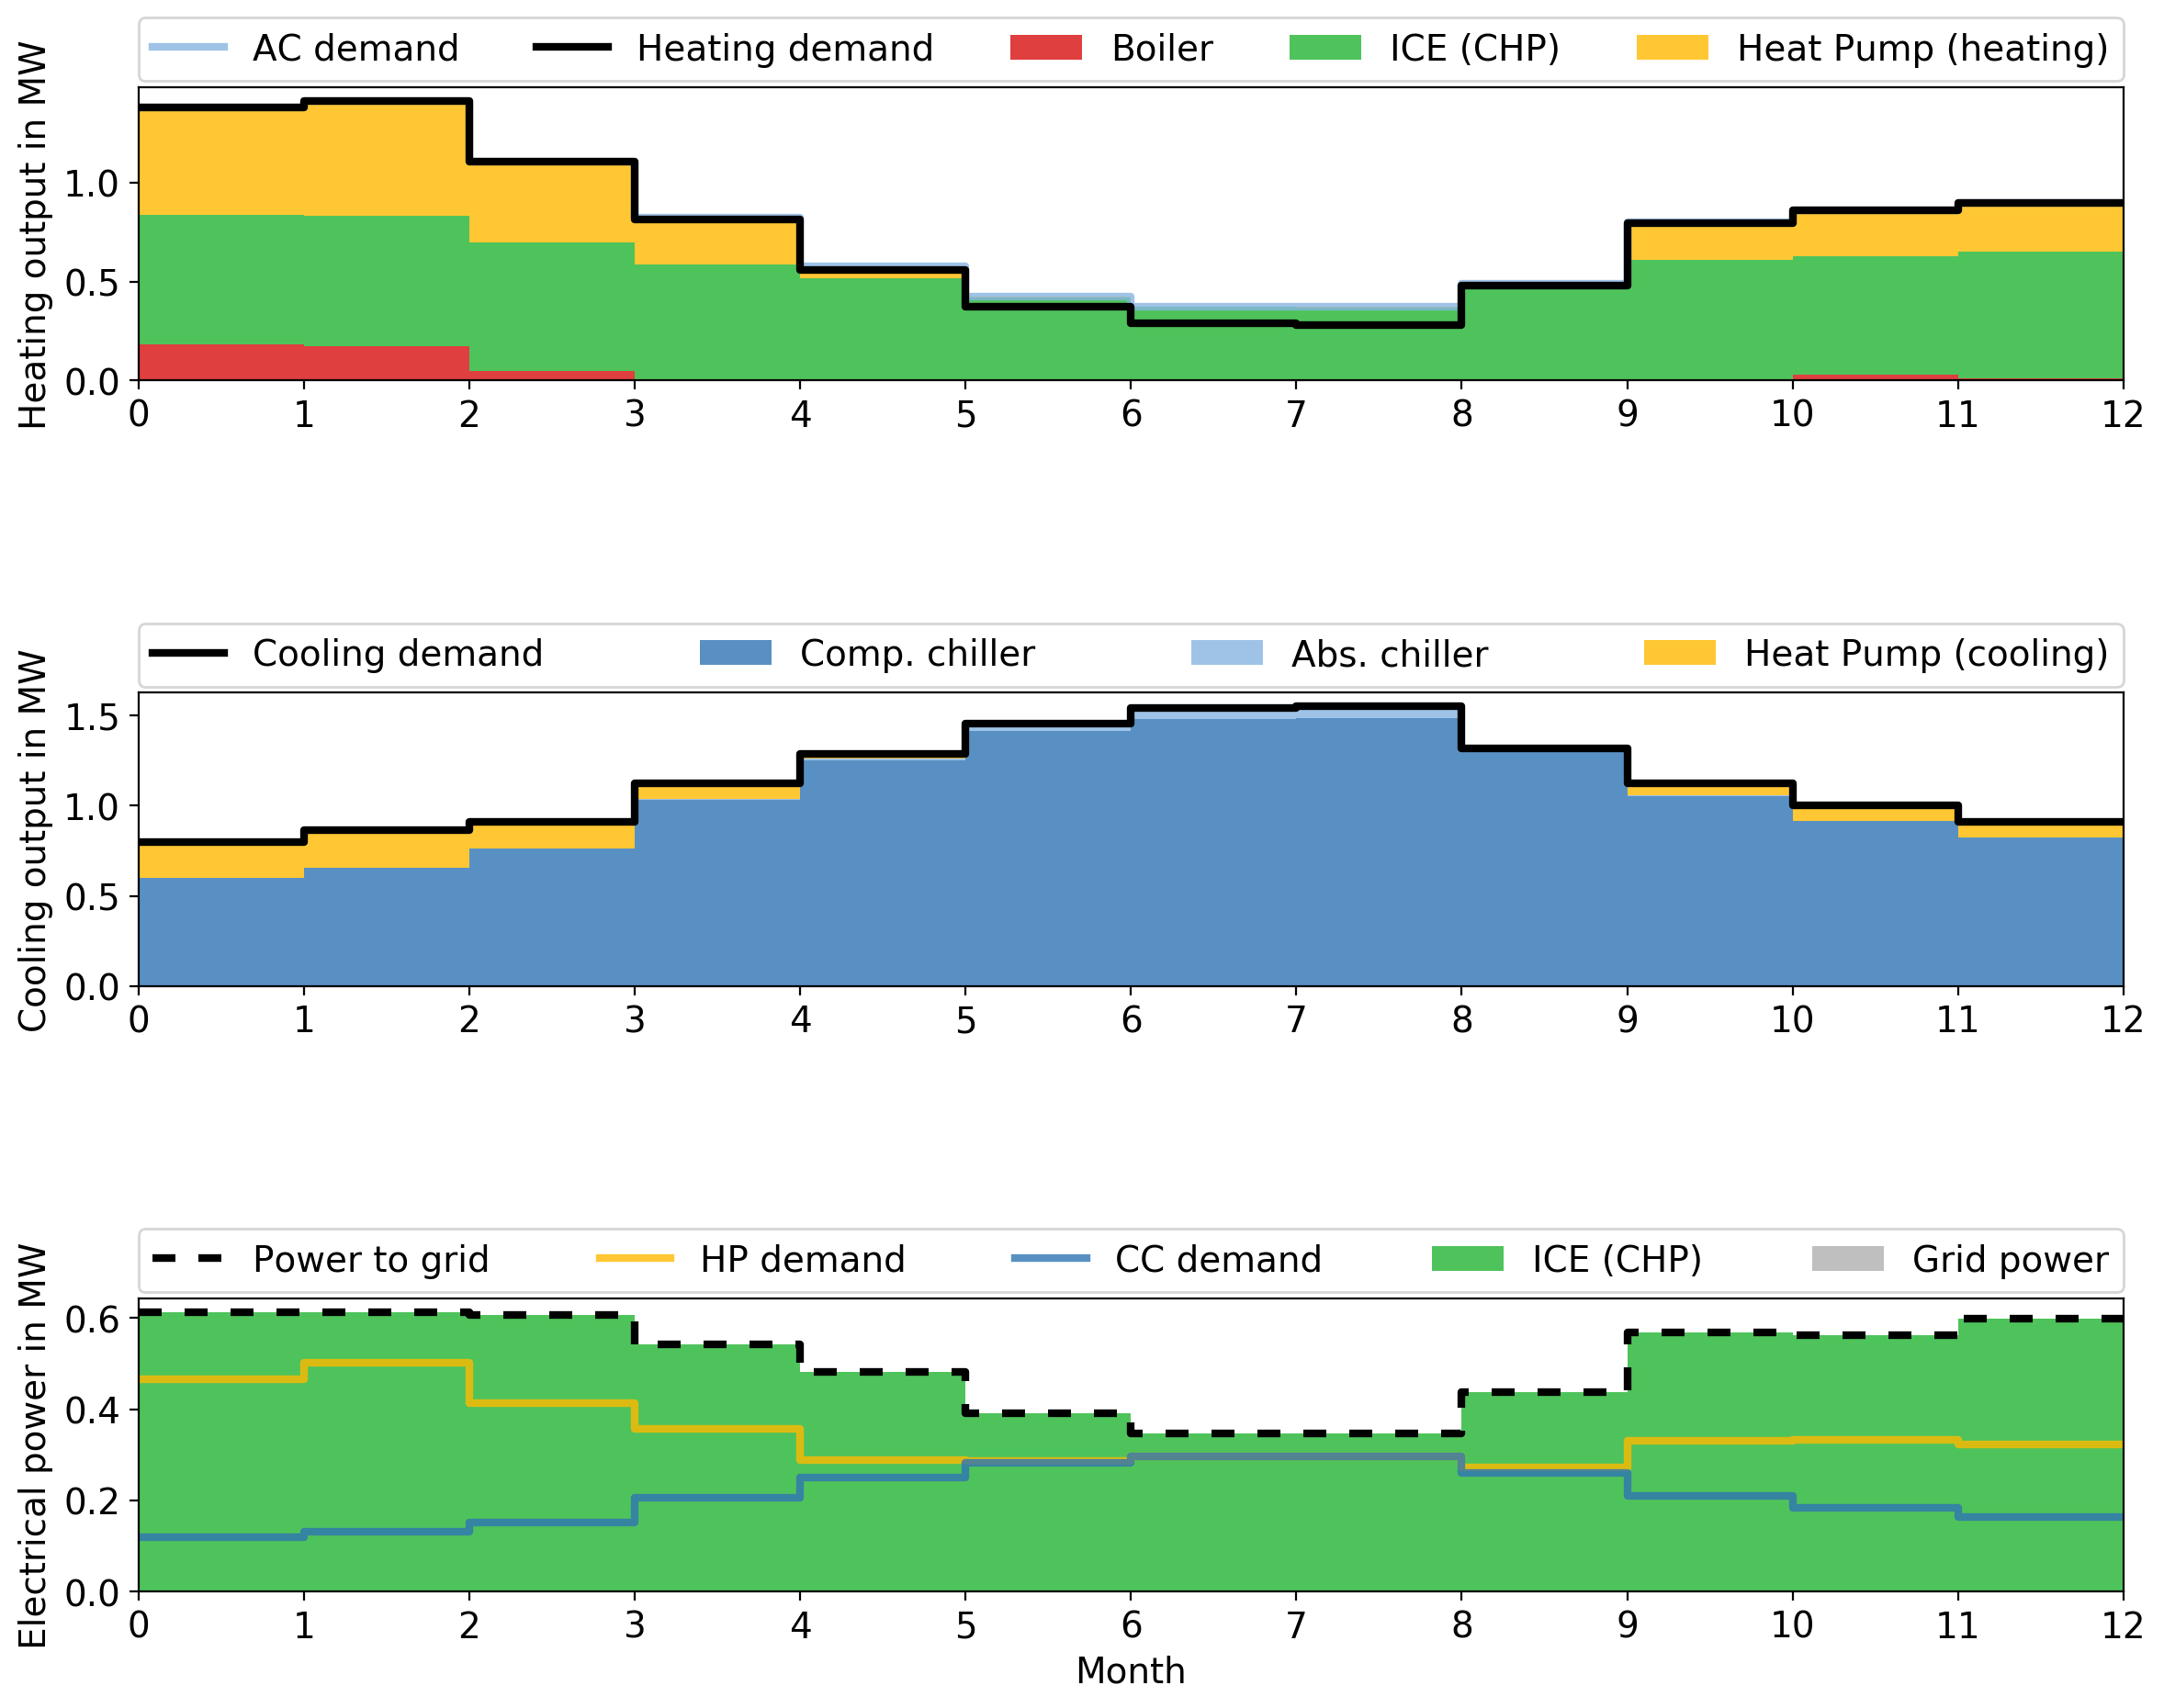 AC demand Heating demand Boiler ICE (CHP) Heat Pump (heating)
Heating output in MW
1.0
0.5
0.0
0 1 2 3 4 5 6 7 8 9 10 11 12
Cooling demand Comp. chiller Abs. chiller Heat Pump (cooling)
Cooling output in MW
1.5
1.0
0.5
0.0
0 1 2 3 4 5 6 7 8 9 10 11 12
Power to grid HP demand CC demand ICE (CHP) Grid power
Electrical power in MW
0.6
0.4
0.2
0.0
0 1 2 3 4 5 6 7 8 9 10 11 12
Month